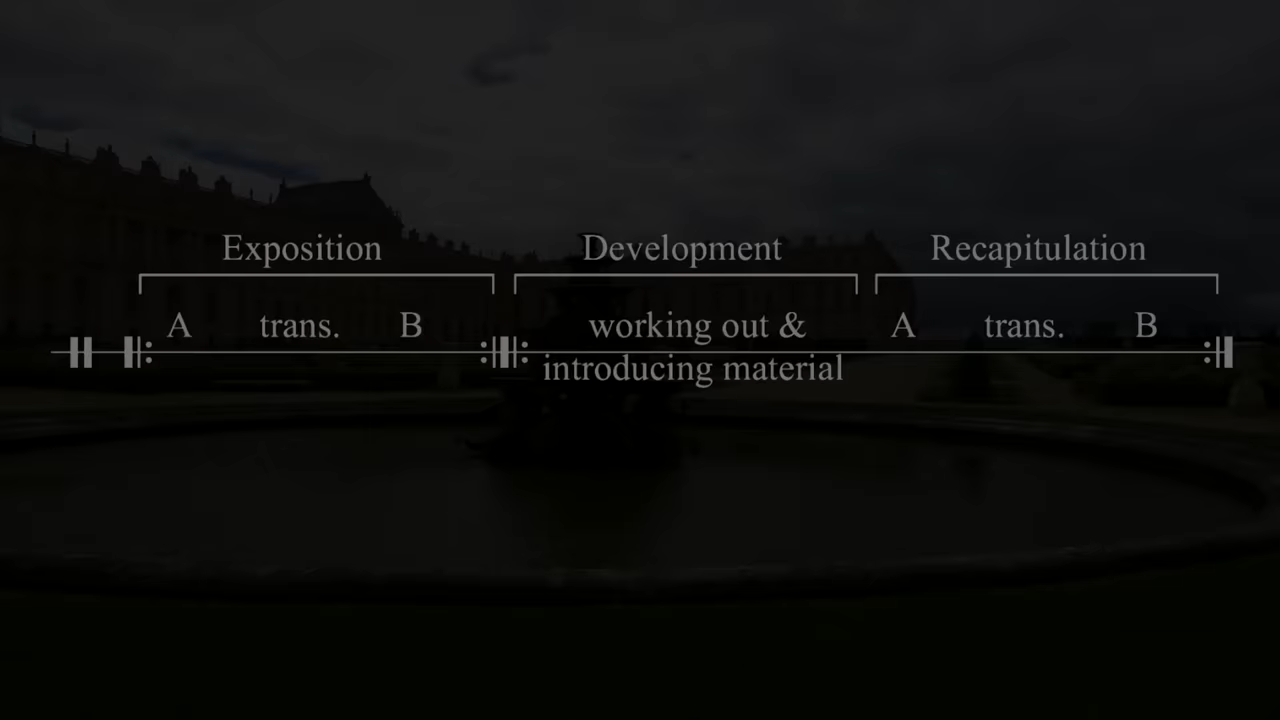 Exposition Development Recapitulation
A trans. B working out & A trans. B
introducing material